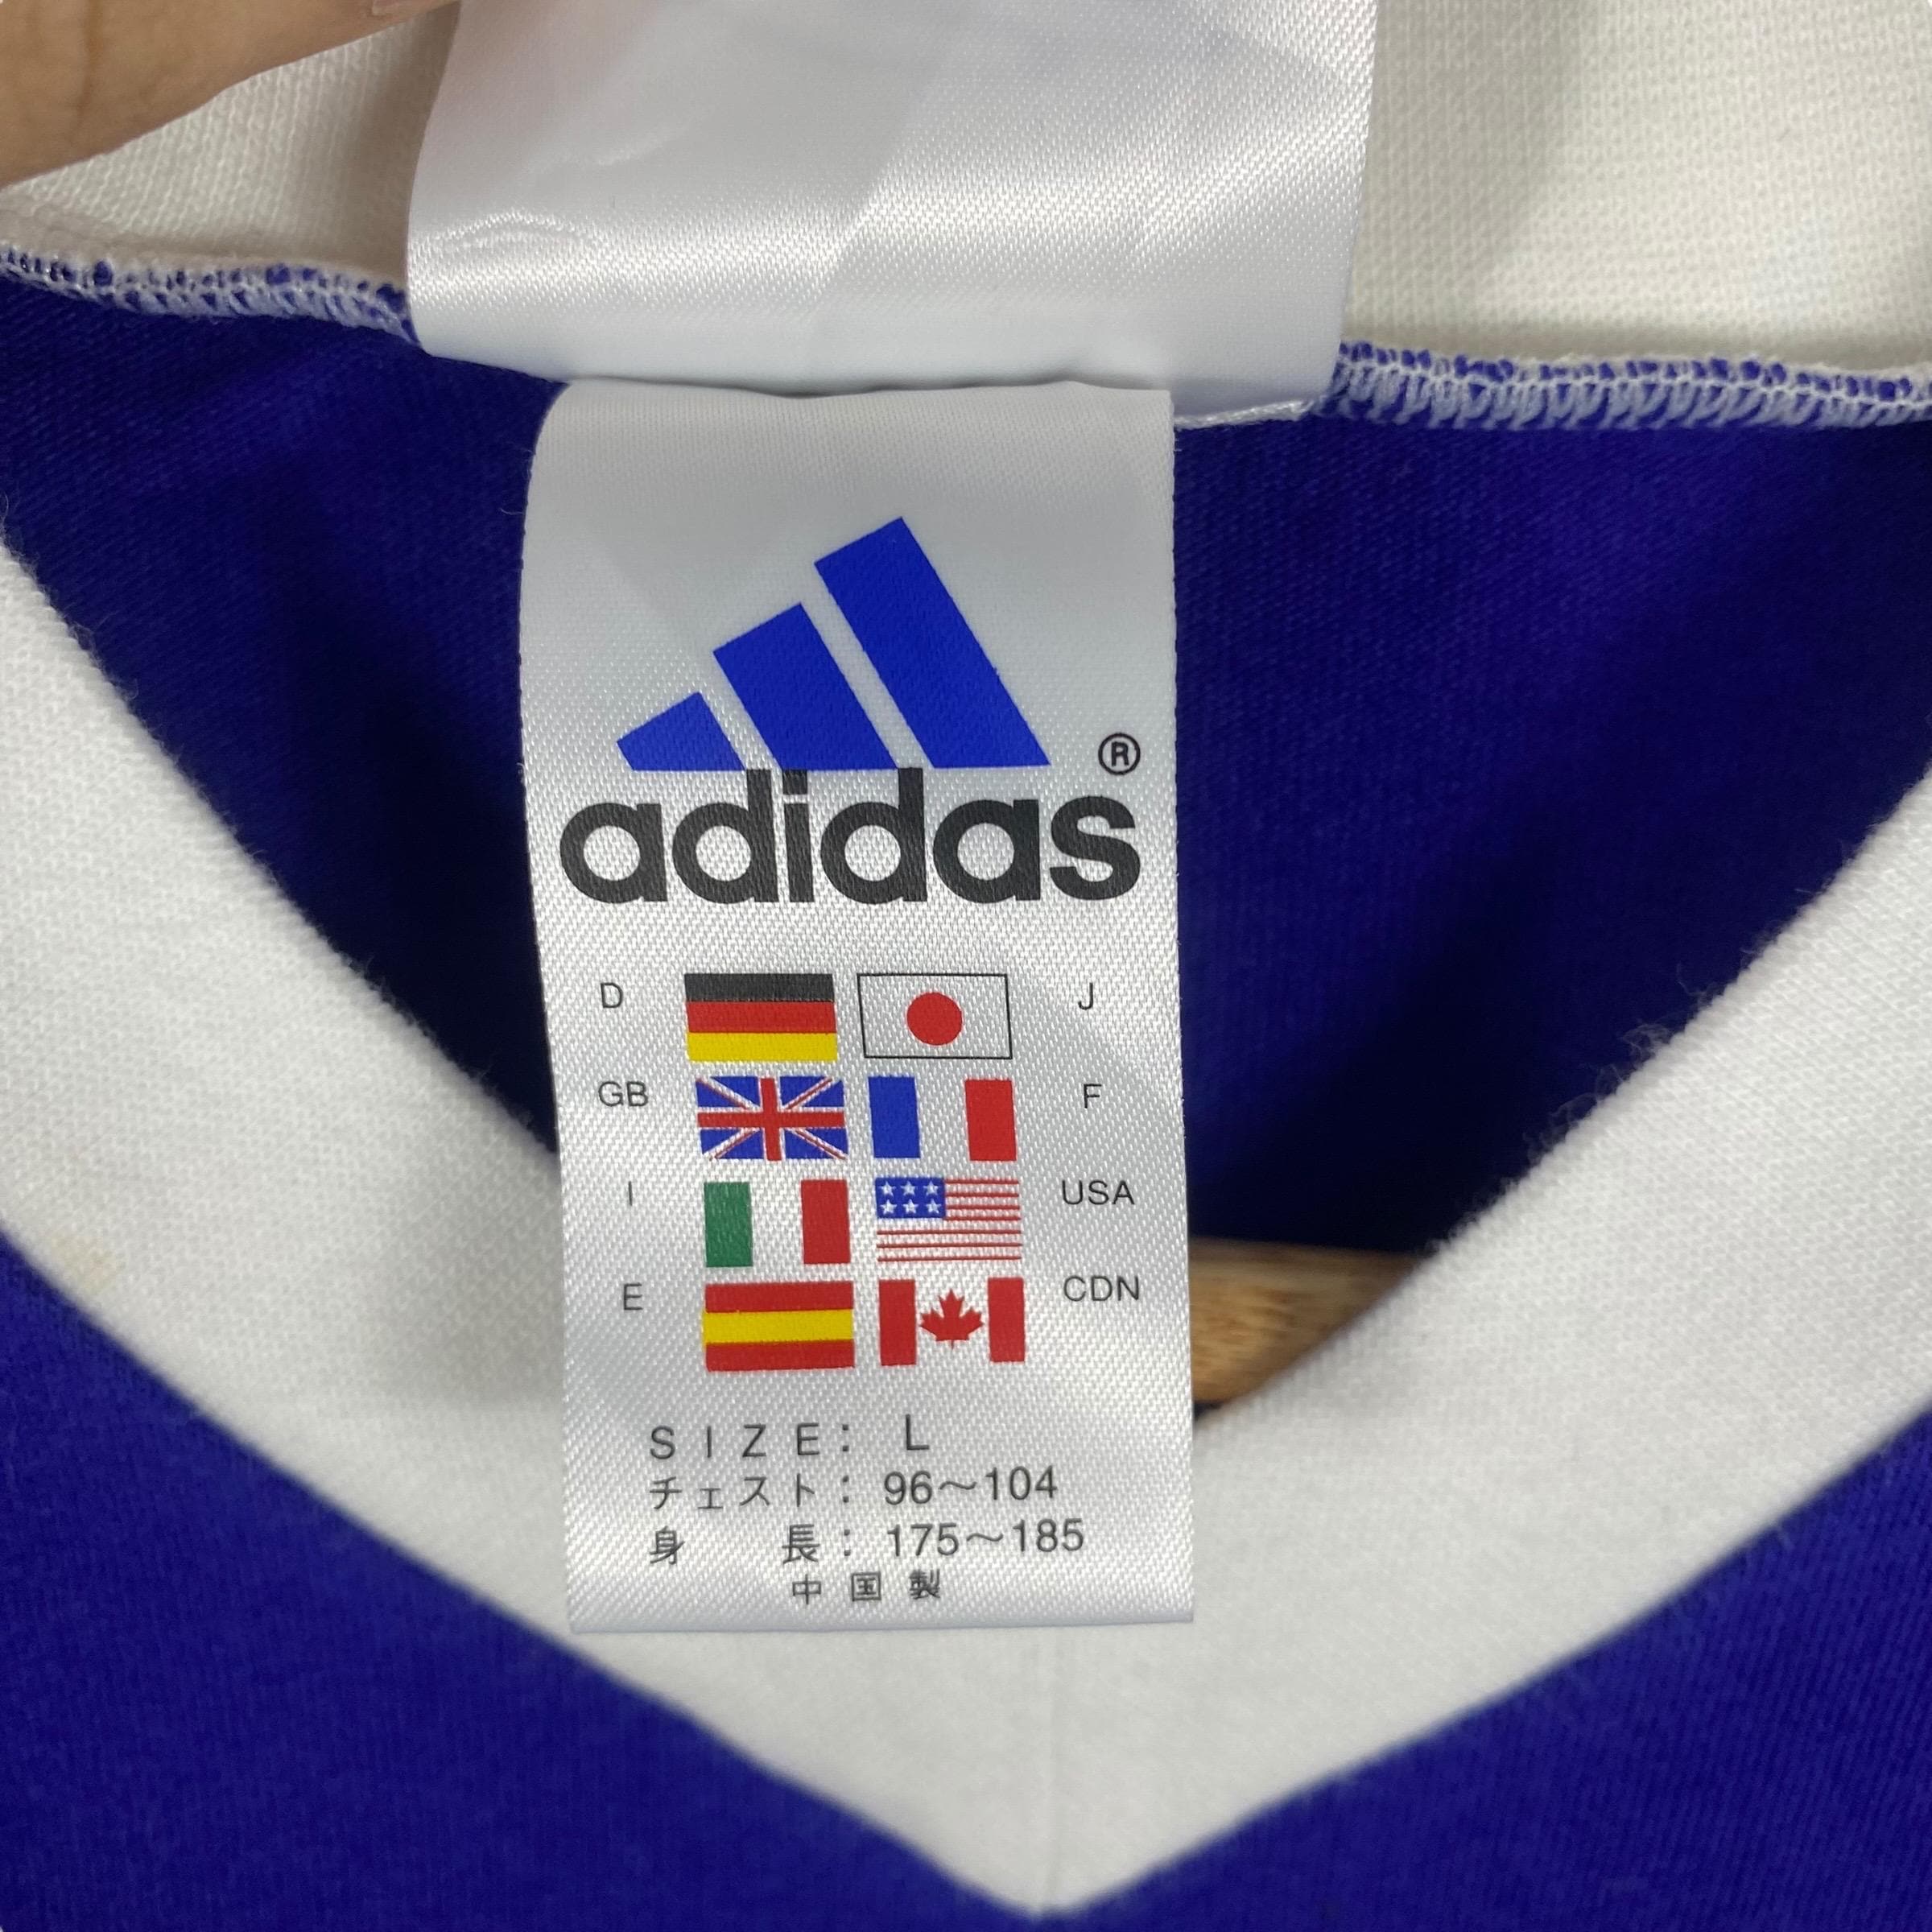 ®
adidas
D J
GB F
I USA
E CDN
SIZE: L
チェスト: 96〜104
身長: 175〜185
中国製